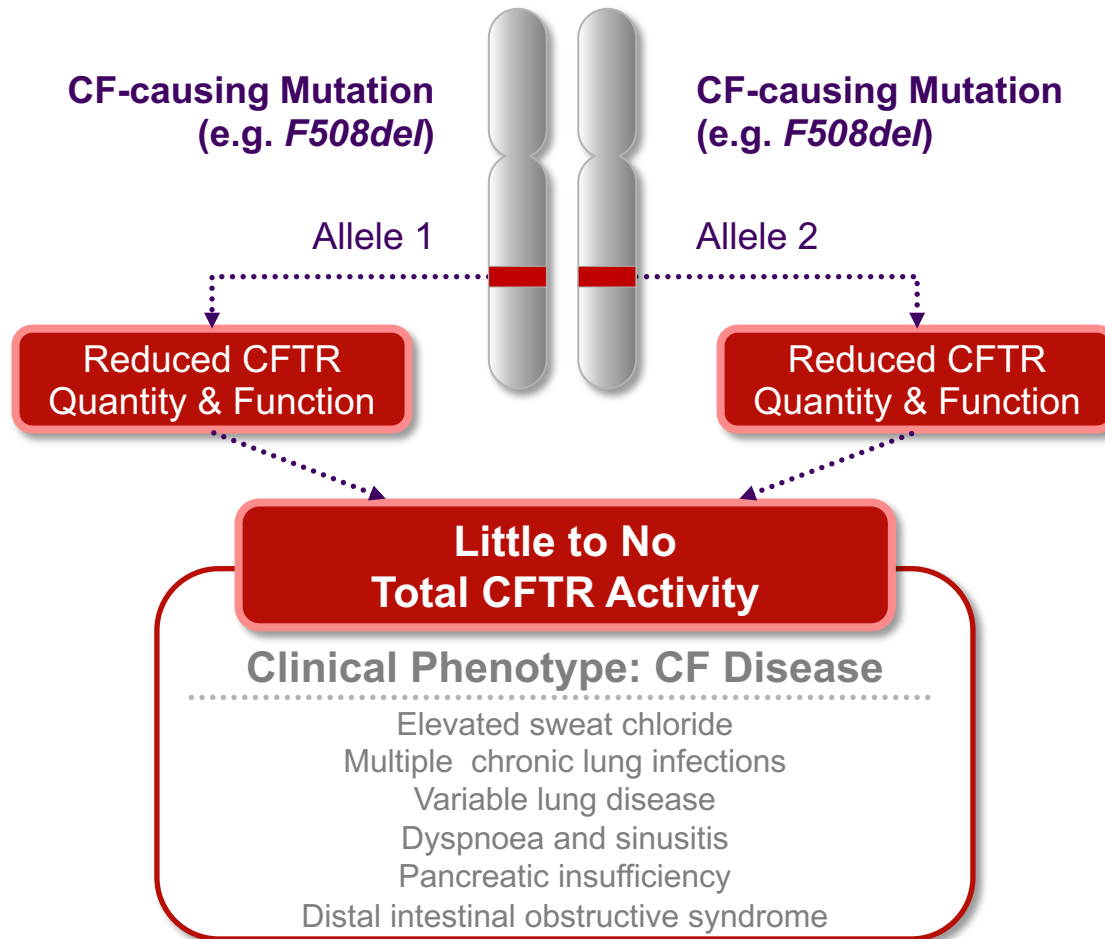 CF-causing Mutation
(e.g. F508del)
CF-causing Mutation
(e.g. F508del)
Allele 1
Allele 2
Reduced CFTR
Quantity & Function
Reduced CFTR
Quantity & Function
Little to No
Total CFTR Activity
Clinical Phenotype: CF Disease
Elevated sweat chloride
Multiple  chronic lung infections
Variable lung disease
Dyspnoea and sinusitis
Pancreatic insufficiency
Distal intestinal obstructive syndrome